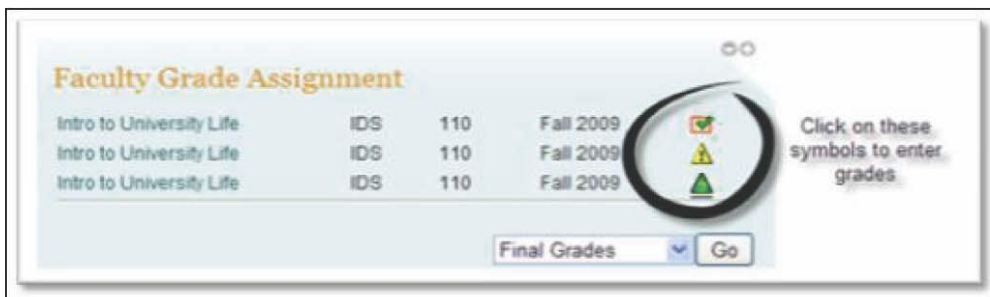 Faculty Grade Assignment
Intro to University Life IDS 110 Fall 2009
Intro to University Life IDS 110 Fall 2009
Intro to University Life IDS 110 Fall 2009
Click on these
symbols to enter
grades
Final Grades Go